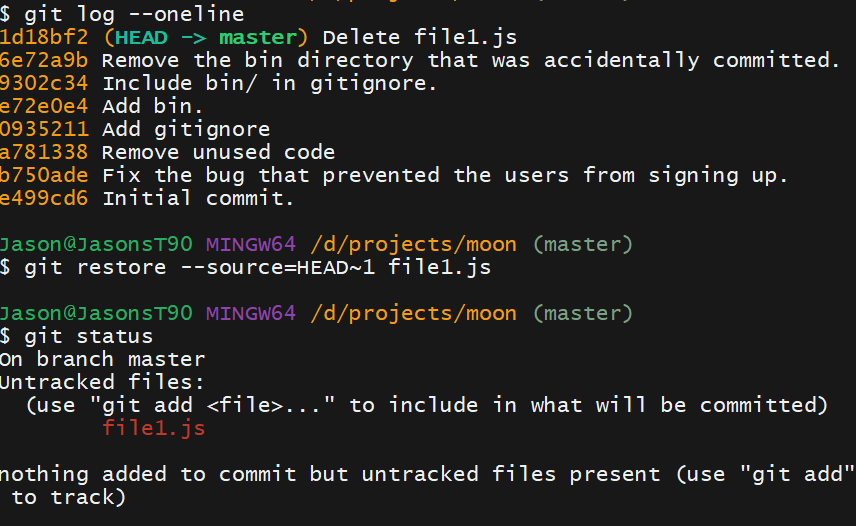 $ git log --oneline
1d18bf2 (HEAD -> master) Delete file1.js
6e72a9b Remove the bin directory that was accidentally committed.
9302c34 Include bin/ in gitignore.
e72e0e4 Add bin.
0935211 Add gitignore
a781338 Remove unused code
b750ade Fix the bug that prevented the users from signing up.
e499cd6 Initial commit.
Jason@JasonsT90 MINGW64 /d/projects/moon (master)
$ git restore --source=HEAD~1 file1.js
Jason@JasonsT90 MINGW64 /d/projects/moon (master)
$ git status
On branch master
Untracked files:
  (use "git add <file>..." to include in what will be committed)
        file1.js
nothing added to commit but untracked files present (use "git add"
 to track)